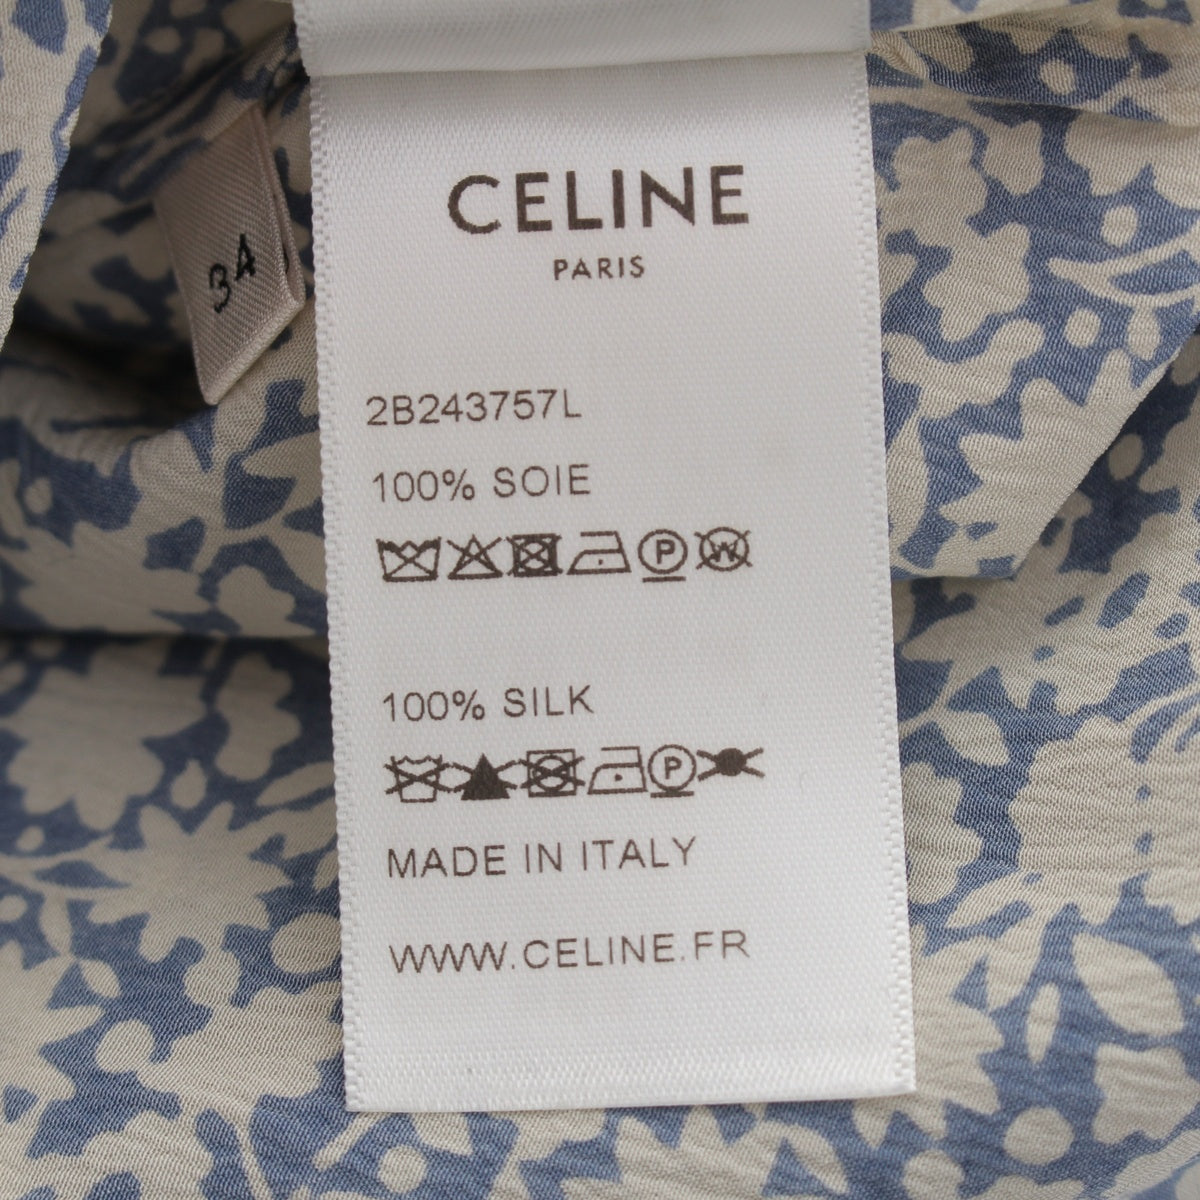 CELINE
PARIS
34
2B243757L
100% SOIE
P W
100% SILK
P
MADE IN ITALY
WWW.CELINE.FR